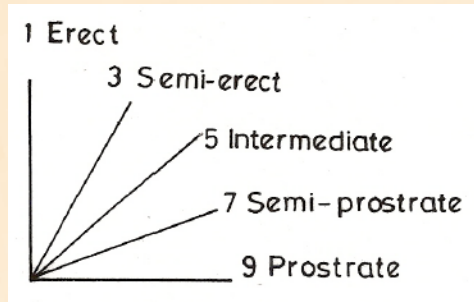 1 Erect
3 Semi-erect
5 Intermediate
7 Semi-prostrate
9 Prostrate